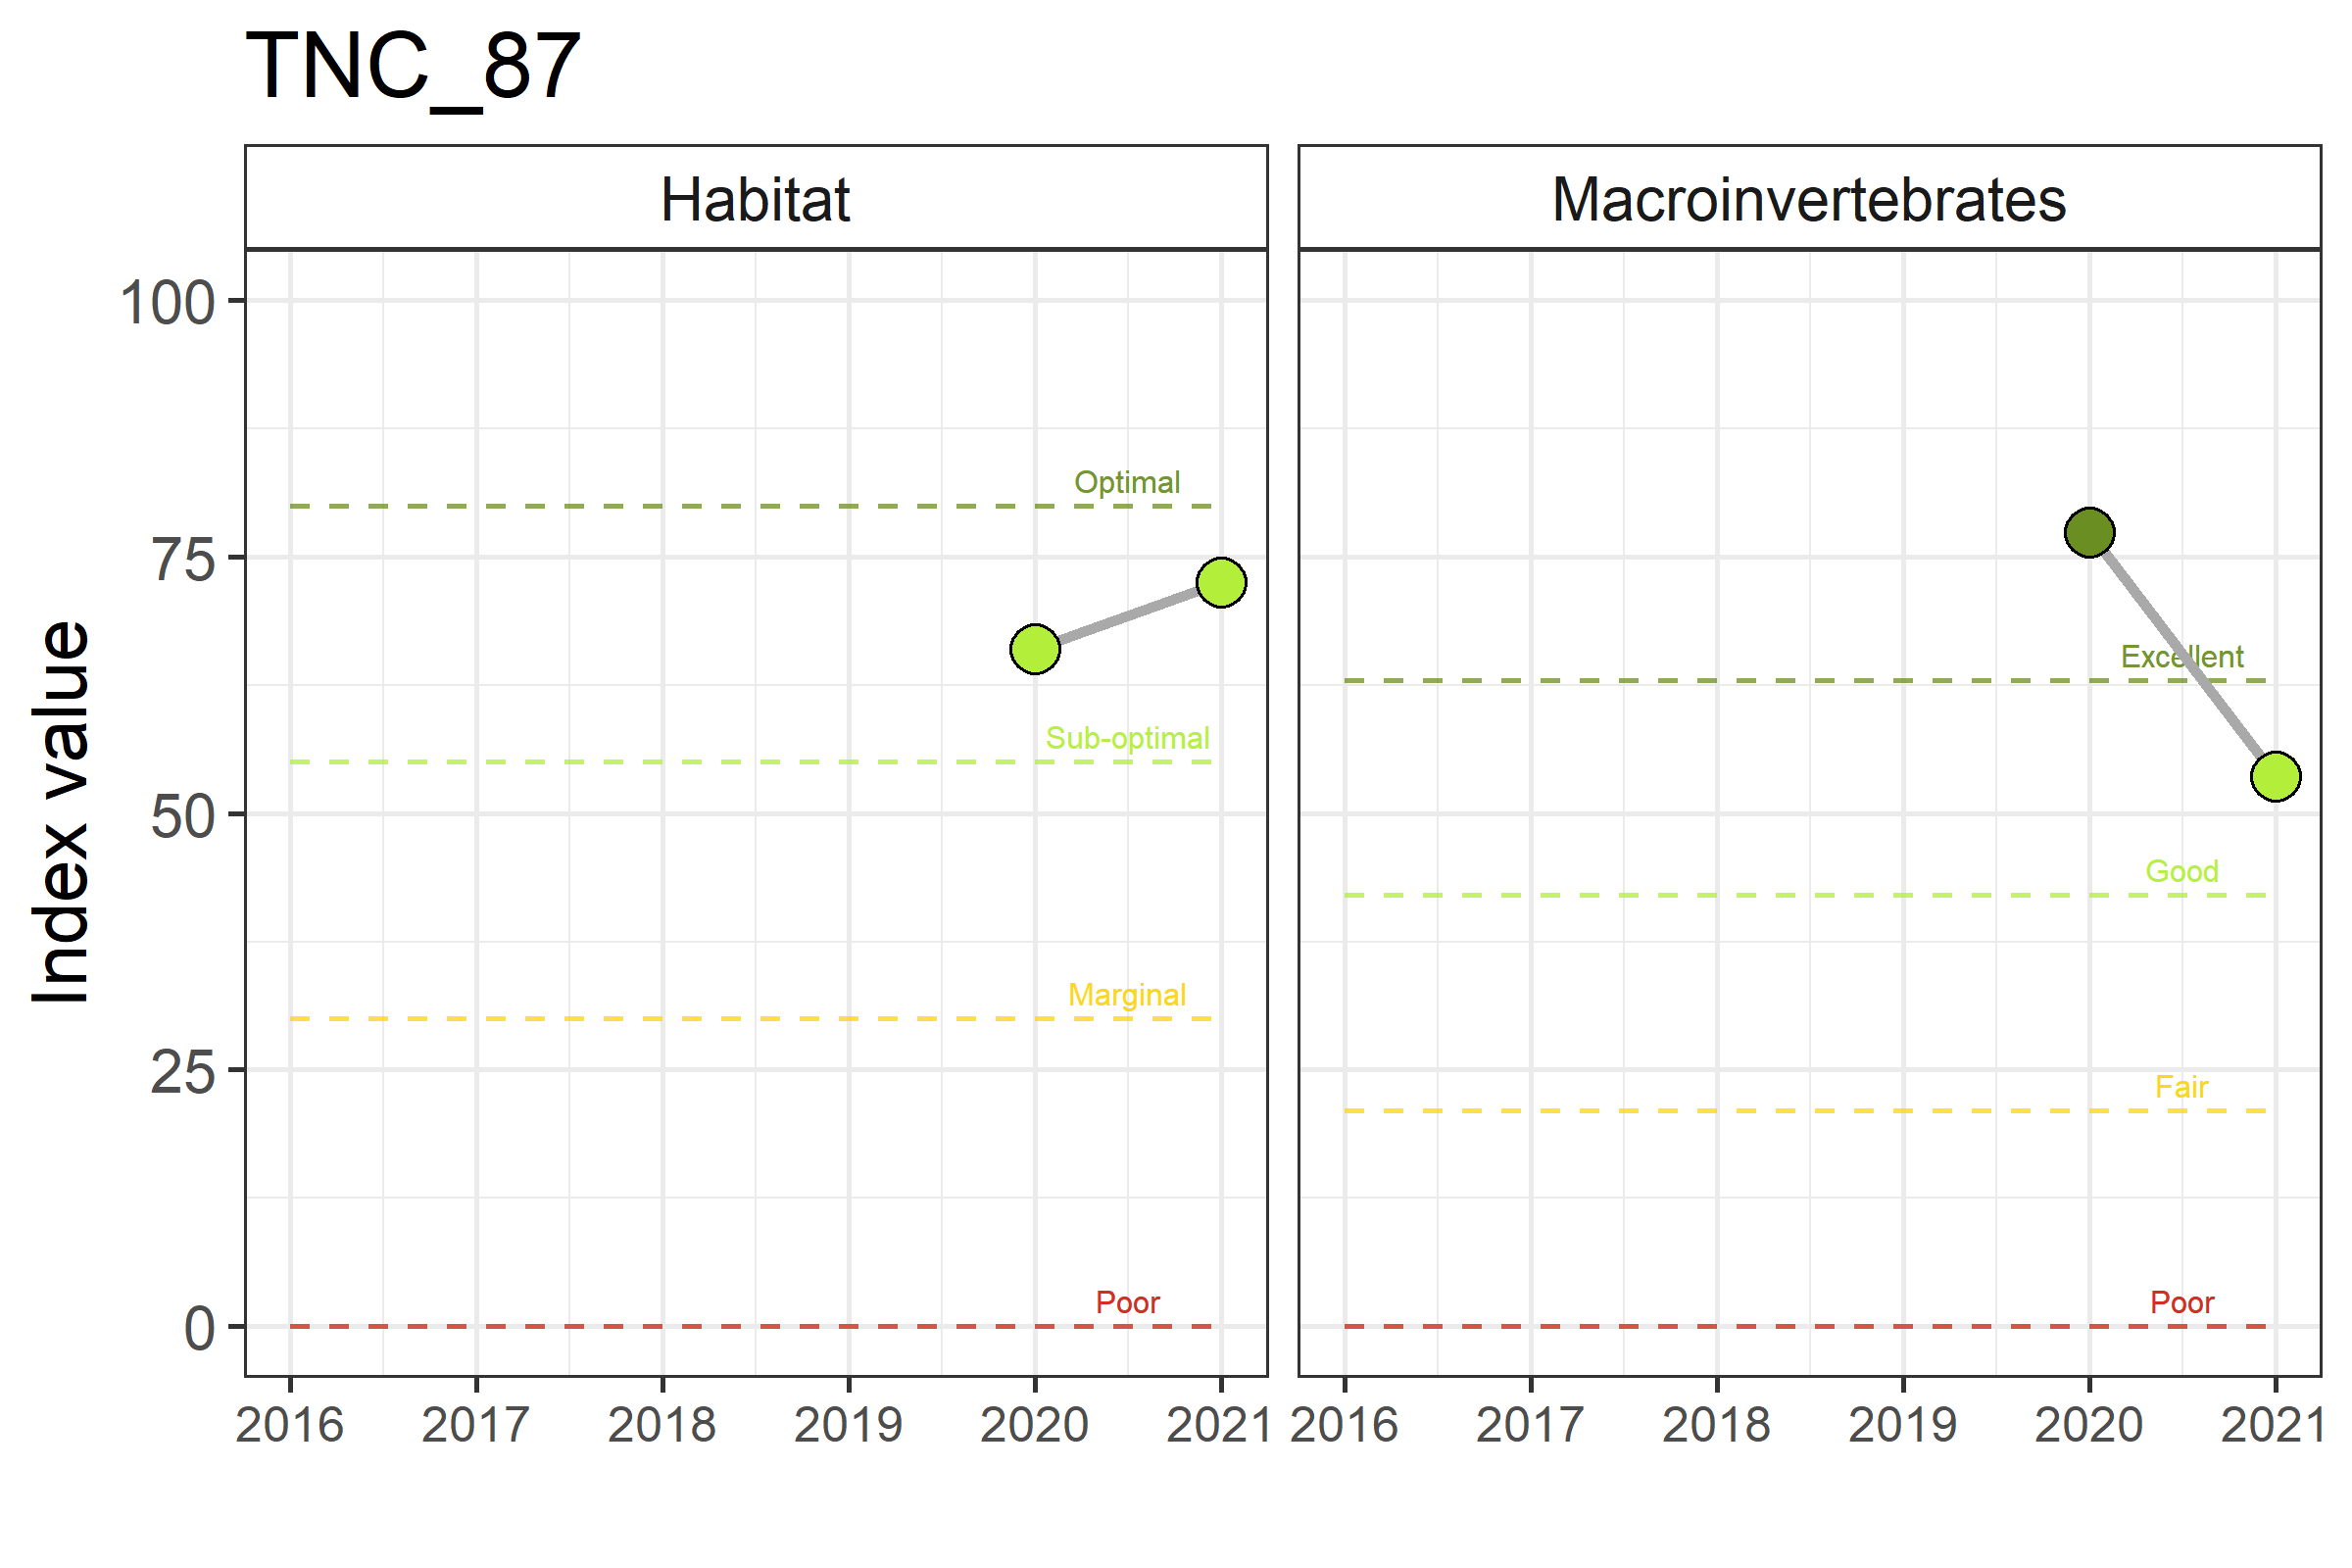 TNC_87
Habitat
Macroinvertebrates
Index value
100
75
50
25
0
Optimal
Sub-optimal
Marginal
Poor
Excellent
Good
Fair
Poor
2016 2017 2018 2019 2020 2021
2016 2017 2018 2019 2020 2021